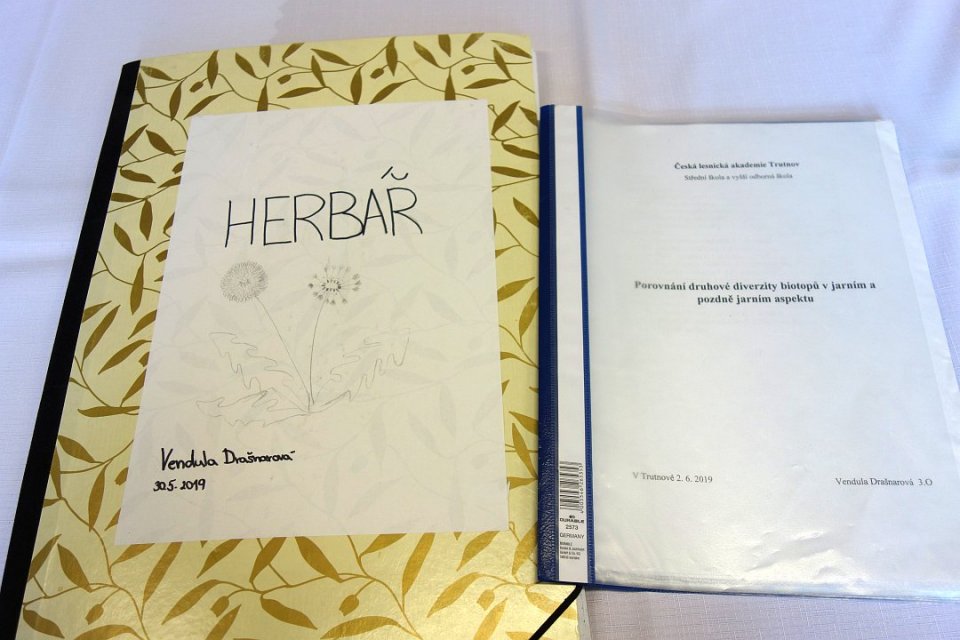 HERBÁŘ
Vendula Drašnarová
30.5. 2019
Česká lesnická akademie Trutnov
Střední škola a vyšší odborná škola
Porovnání druhové diverzity biotopů v jarním a
pozdně jarním aspektu
V Trutnově 2. 6. 2019
Vendula Drašnarová 3.O
DURABLE
2573
GERMANY